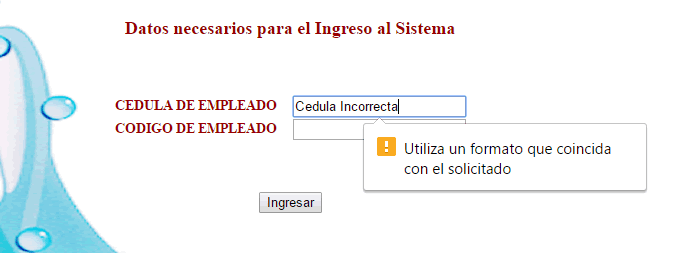 Datos necesarios para el Ingreso al Sistema
CEDULA DE EMPLEADO Cedula Incorrecta
CODIGO DE EMPLEADO
Utiliza un formato que coincida
con el solicitado
Ingresar